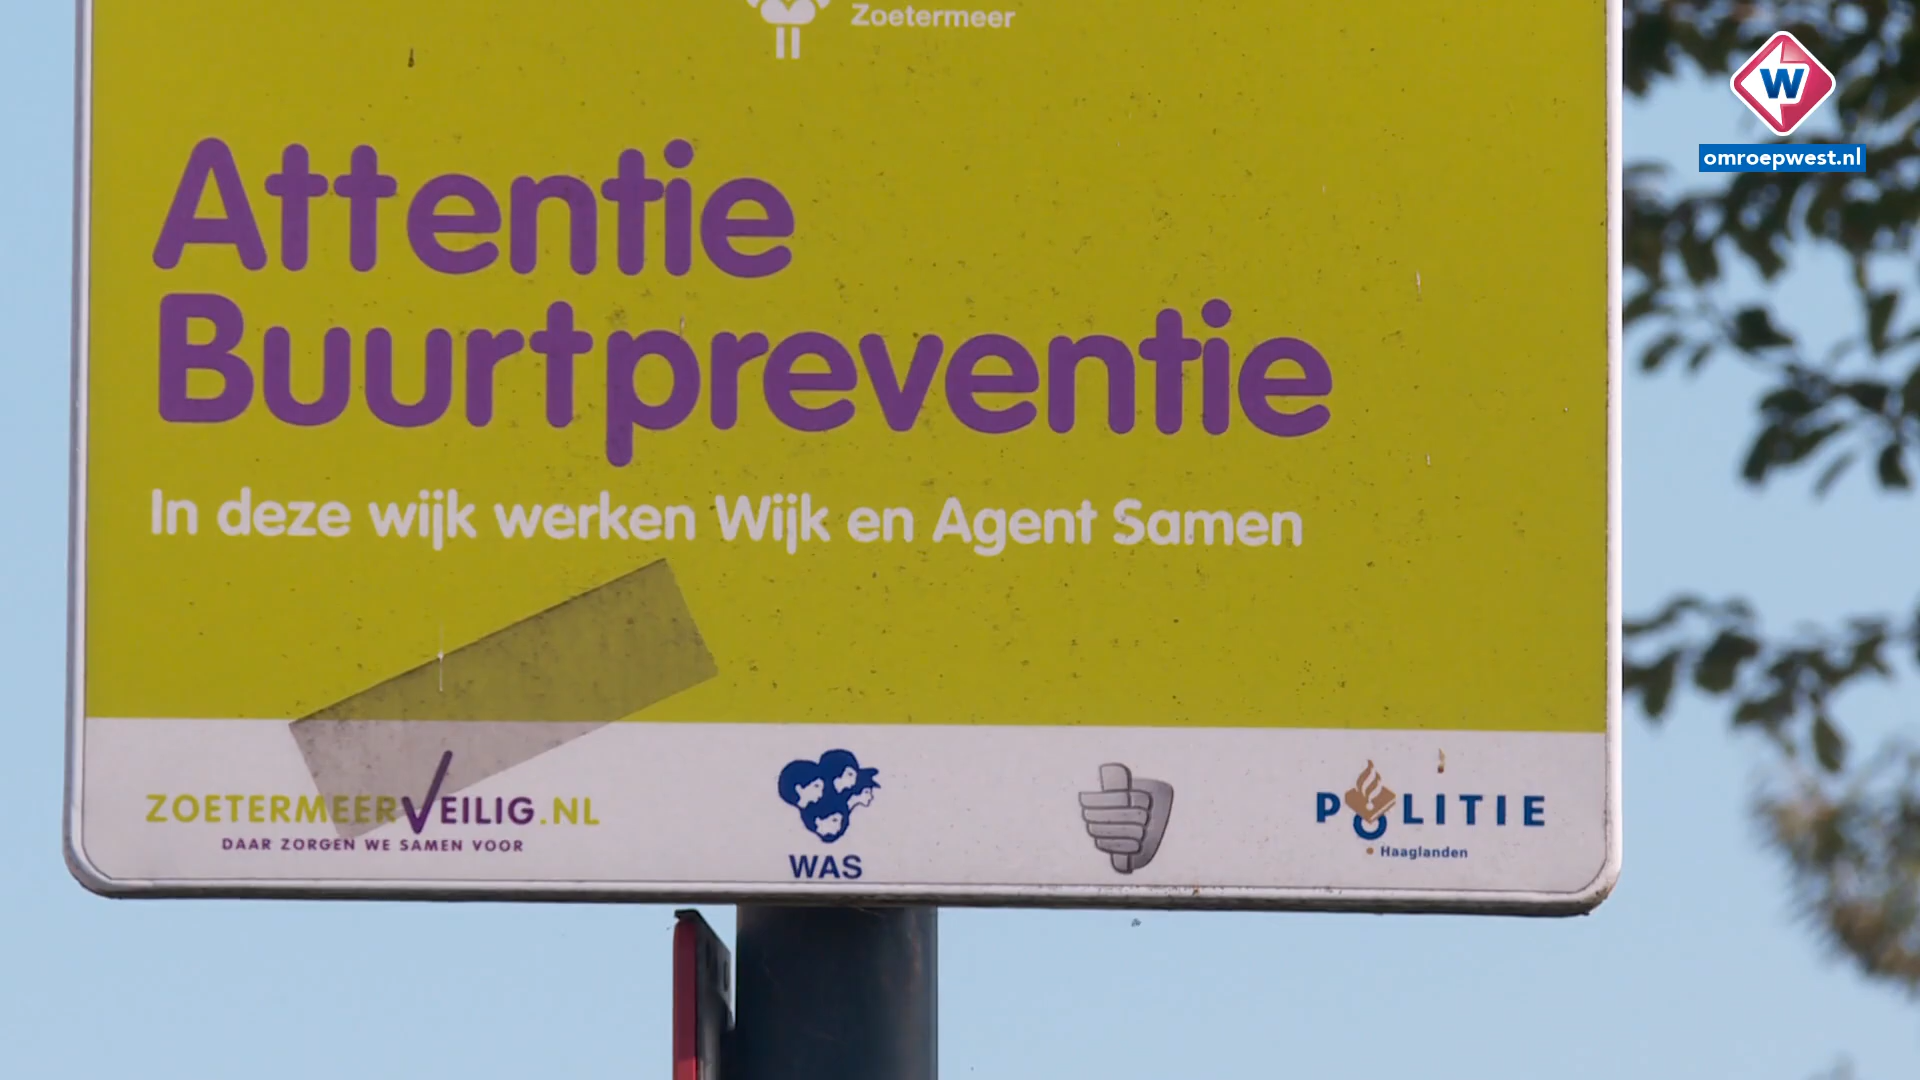 Zoetermeer
W
omroepwest.nl
Attentie
Buurtpreventie
In deze wijk werken Wijk en Agent Samen
ZOETERMEERVEILIG.NL
DAAR ZORGEN WE SAMEN VOOR
WAS
POLITIE
Haaglanden